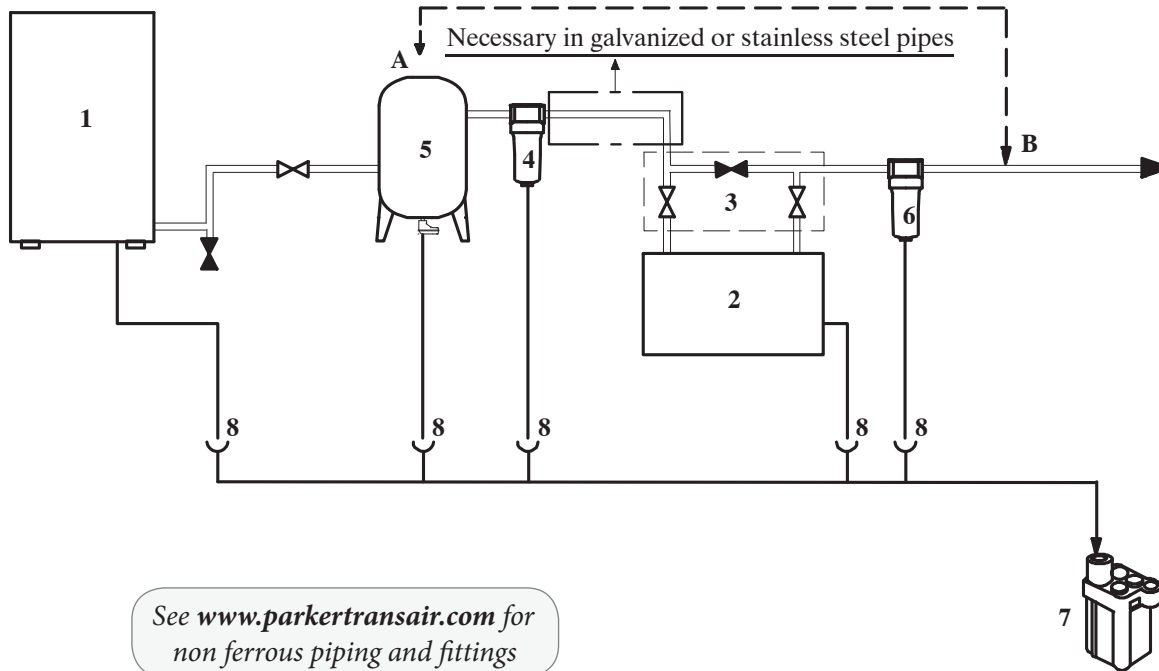 Necessary in galvanized or stainless steel pipes
A
1
5
4
B
3
6
2
8
8
8
8
8
See www.parkertransair.com for
non ferrous piping and fittings
7